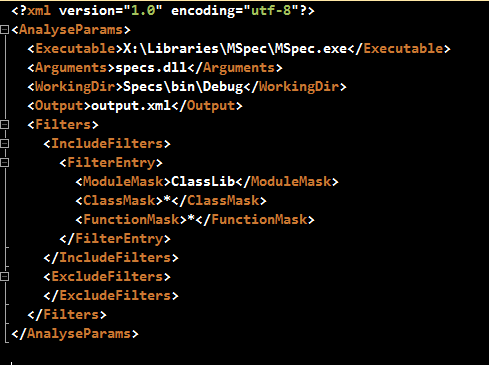 <?xml version="1.0" encoding="utf-8"?>
<AnalyseParams>
<Executable>X:\Libraries\MSpec\MSpec.exe</Executable>
<Arguments>specs.dll</Arguments>
<WorkingDir>Specs\bin\Debug</WorkingDir>
<Output>output.xml</Output>
<Filters>
<IncludeFilters>
<FilterEntry>
<ModuleMask>ClassLib</ModuleMask>
<ClassMask>*</ClassMask>
<FunctionMask>*</FunctionMask>
</FilterEntry>
</IncludeFilters>
<ExcludeFilters>
</ExcludeFilters>
</Filters>
</AnalyseParams>